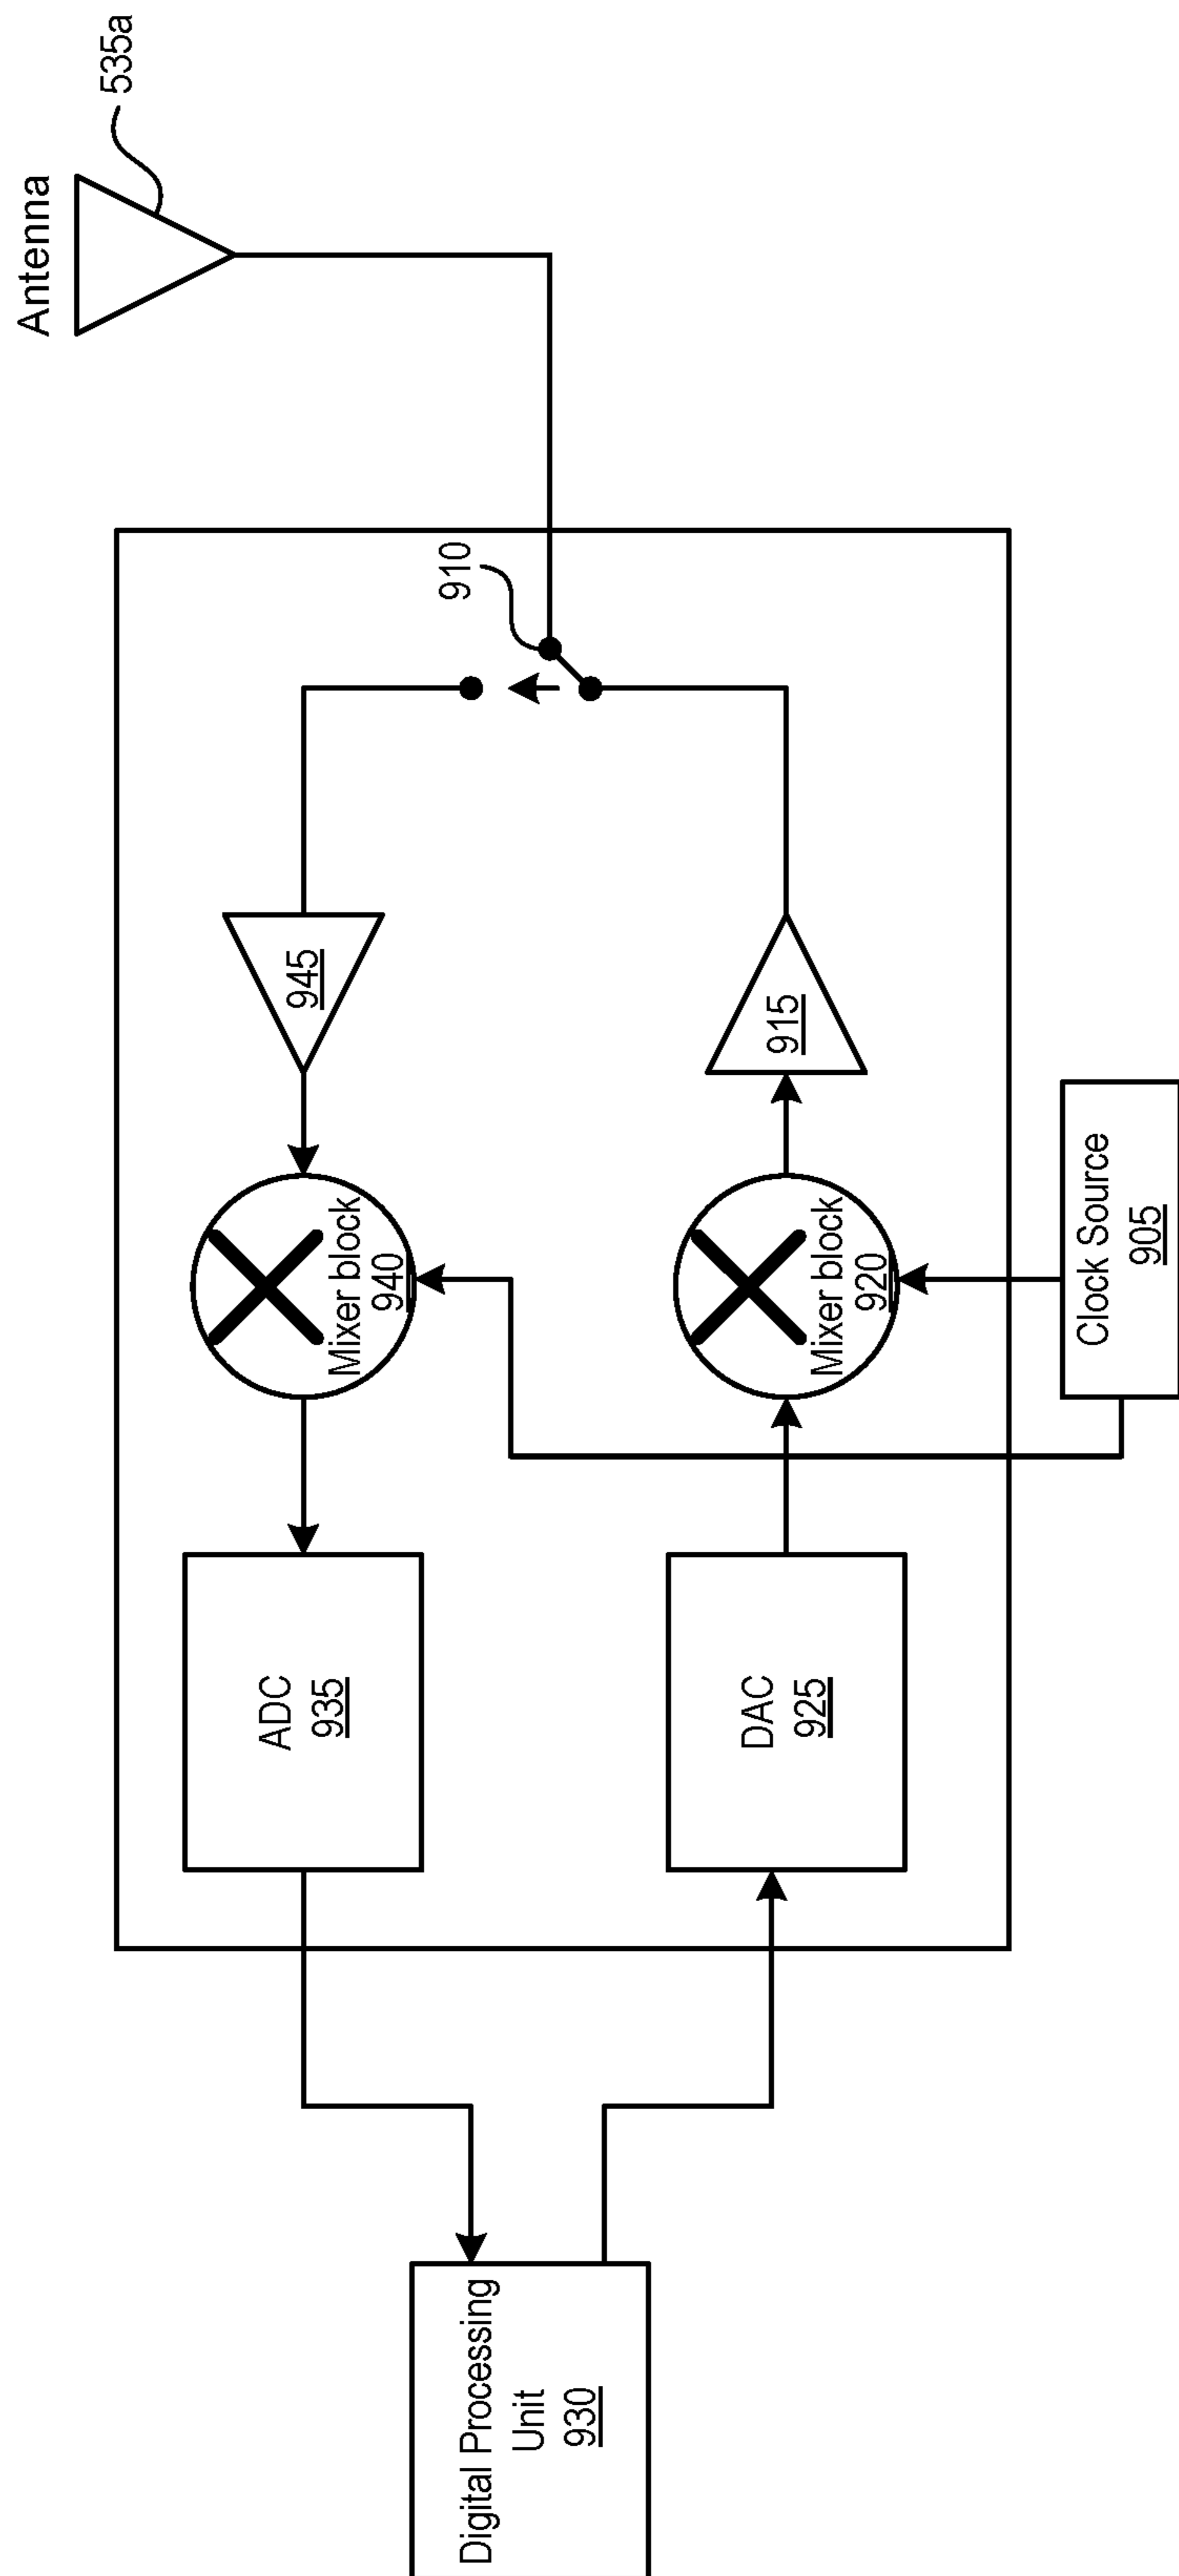 Antenna
535a
910
945
Mixer block
940
ADC
935
915
Mixer block
920
DAC
925
Digital Processing
Unit
930
Clock Source
905